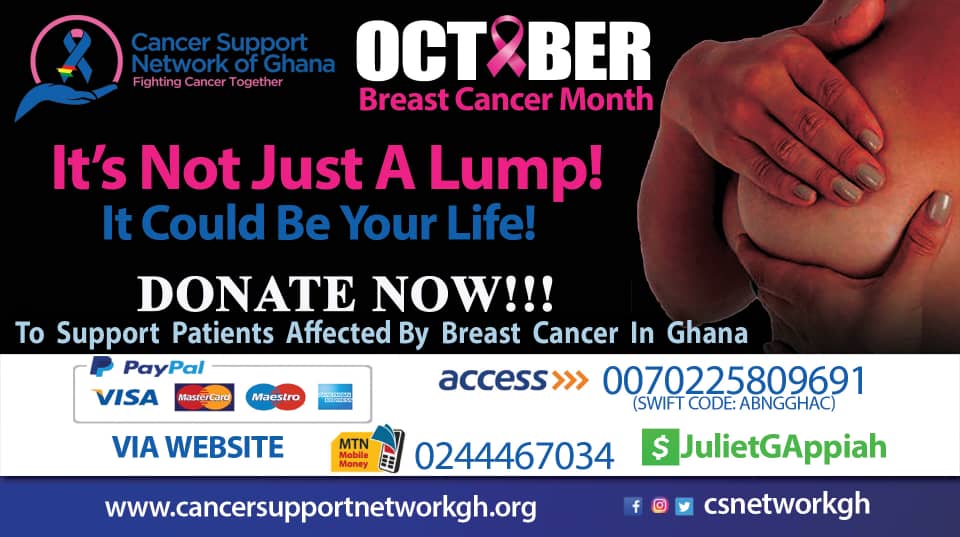 Cancer Support
Network of Ghana
Fighting Cancer Together
OCTOBER
Breast Cancer Month
It's Not Just A Lump!
It Could Be Your Life!
DONATE NOW!!!
To Support Patients Affected By Breast Cancer In Ghana
PayPal
VISA MasterCard Maestro
VIA WEBSITE
access>>> 0070225809691
(SWIFT CODE: ABNGGHAC)
MTN
Mobile
Money
0244467034
$ JulietGAppiah
www.cancersupportnetworkgh.org
csnetworkgh